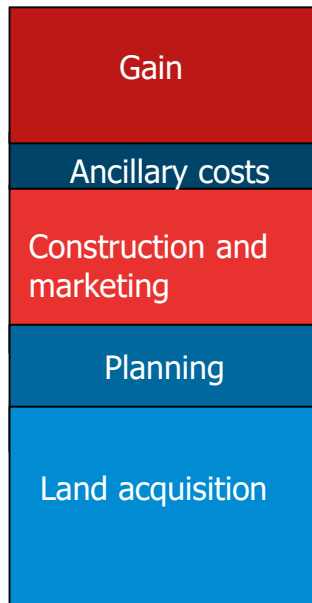 Gain
Ancillary costs
Construction and
marketing
Planning
Land acquisition